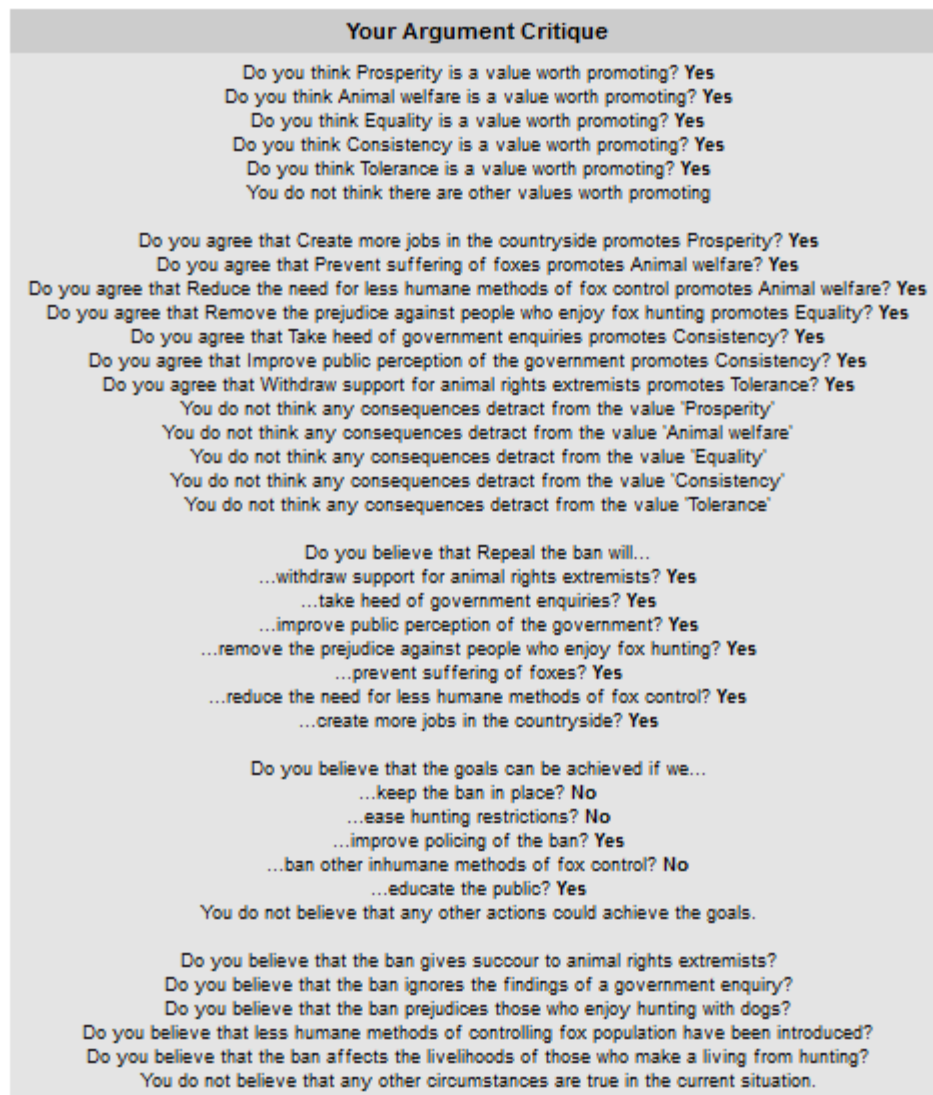 Your Argument Critique
Do you think Prosperity is a value worth promoting? Yes
Do you think Animal welfare is a value worth promoting? Yes
Do you think Equality is a value worth promoting? Yes
Do you think Consistency is a value worth promoting? Yes
Do you think Tolerance is a value worth promoting? Yes
You do not think there are other values worth promoting
Do you agree that Create more jobs in the countryside promotes Prosperity? Yes
Do you agree that Prevent suffering of foxes promotes Animal welfare? Yes
Do you agree that Reduce the need for less humane methods of fox control promotes Animal welfare? Yes
Do you agree that Remove the prejudice against people who enjoy fox hunting promotes Equality? Yes
Do you agree that Take heed of government enquiries promotes Consistency? Yes
Do you agree that Improve public perception of the government promotes Consistency? Yes
Do you agree that Withdraw support for animal rights extremists promotes Tolerance? Yes
You do not think any consequences detract from the value 'Prosperity'
You do not think any consequences detract from the value 'Animal welfare'
You do not think any consequences detract from the value 'Equality'
You do not think any consequences detract from the value 'Consistency'
You do not think any consequences detract from the value 'Tolerance'
Do you believe that Repeal the ban will...
...withdraw support for animal rights extremists? Yes
...take heed of government enquiries? Yes
...improve public perception of the government? Yes
...remove the prejudice against people who enjoy fox hunting? Yes
...prevent suffering of foxes? Yes
...reduce the need for less humane methods of fox control? Yes
...create more jobs in the countryside? Yes
Do you believe that the goals can be achieved if we...
...keep the ban in place? No
...ease hunting restrictions? No
...improve policing of the ban? Yes
...ban other inhumane methods of fox control? No
...educate the public? Yes
You do not believe that any other actions could achieve the goals.
Do you believe that the ban gives succour to animal rights extremists?
Do you believe that the ban ignores the findings of a government enquiry?
Do you believe that the ban prejudices those who enjoy hunting with dogs?
Do you believe that less humane methods of controlling fox population have been introduced?
Do you believe that the ban affects the livelihoods of those who make a living from hunting?
You do not believe that any other circumstances are true in the current situation.